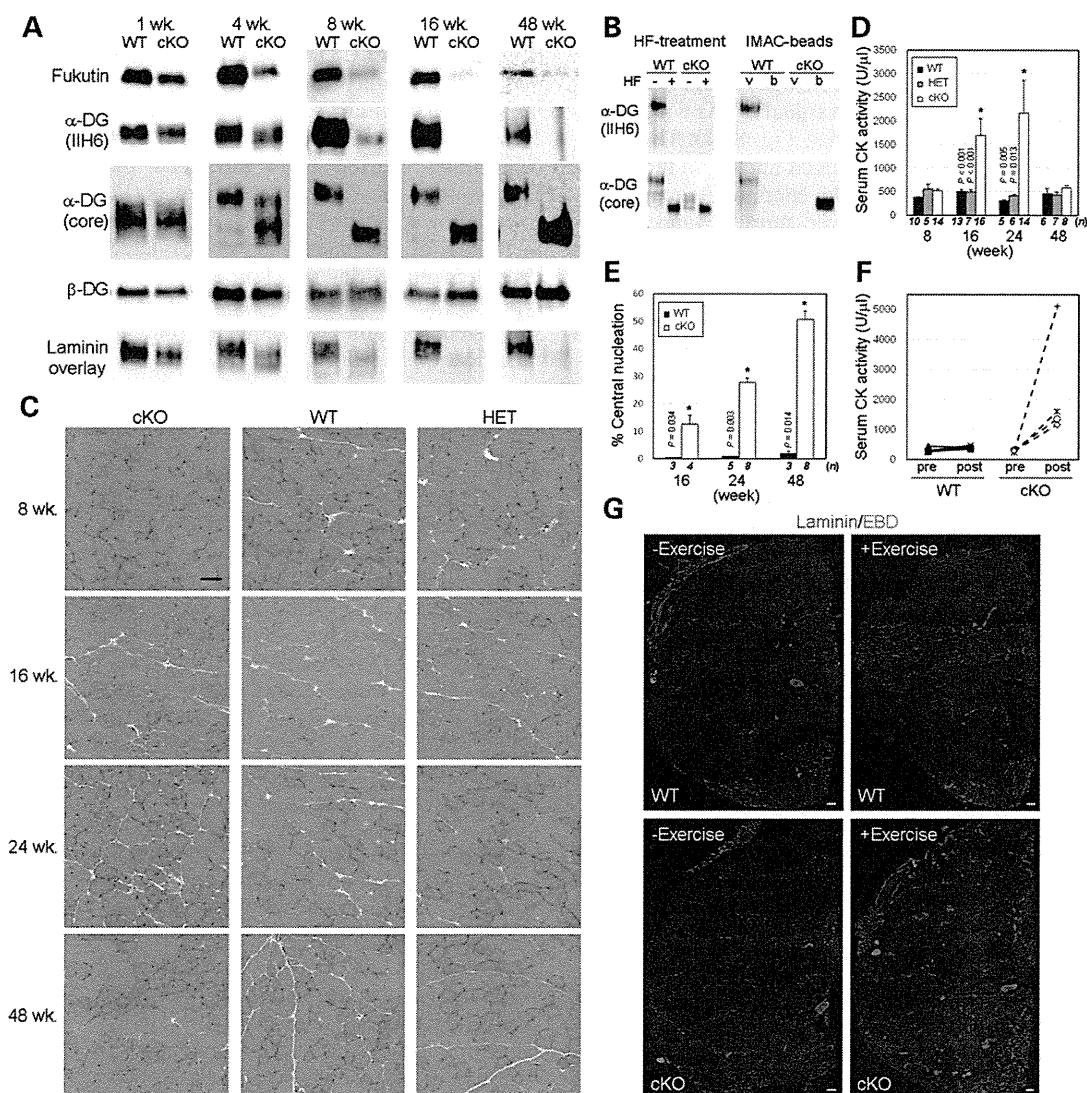 A
1 wk. 4 wk. 8 wk. 16 wk. 48 wk.
WT cKO WT cKO WT cKO WT cKO WT cKO
Fukutin
α-DG
(IIH6)
α-DG
(core)
β-DG
Laminin
overlay
B
HF-treatment IMAC-beads
WT cKO WT cKO
HF - + - + v b v b
α-DG
(IIH6)
α-DG
(core)
C
cKO WT HET
8 wk.
16 wk.
24 wk.
48 wk.
D
Serum CK activity (U/μl)
3500
3000
2500
2000
1500
1000
500
0
WT
HET
cKO
P < 0.001
P < 0.001
*
P = 0.005
P = 0.013
*
10 5 14 13 7 16 5 6 14 6 7 8 (n)
8 16 24 48
(week)
E
% Central nucleation
60
50
40
30
20
10
0
WT
cKO
P = 0.034
*
P = 0.003
*
P = 0.014
*
3 4 5 8 3 8 (n)
16 24 48
(week)
F
Serum CK activity (U/μl)
5000
4000
3000
2000
1000
0
pre post pre post
WT cKO
G
Laminin/EBD
-Exercise +Exercise
WT WT
-Exercise +Exercise
cKO cKO